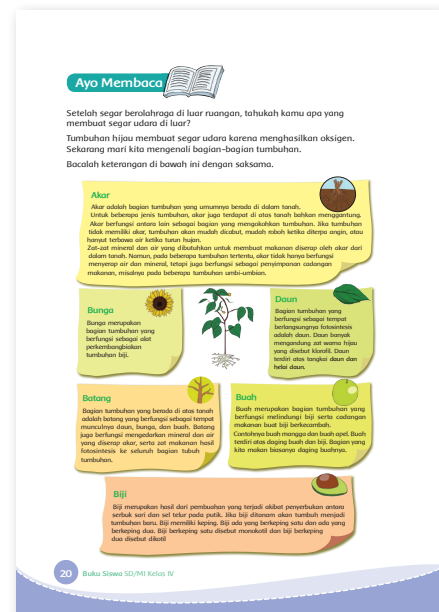 Ayo Membaca
Setelah segar berolahraga di luar ruangan, tahukah kamu apa yang
membuat segar udara di luar?
Tumbuhan hijau membuat segar udara karena menghasilkan oksigen.
Sekarang mari kita mengenali bagian-bagian tumbuhan.
Bacalah keterangan di bawah ini dengan saksama.
Akar
Akar adalah bagian tumbuhan yang umumnya berada di dalam tanah.
Untuk beberapa jenis tumbuhan, akar juga terdapat di atas tanah bahkan menggantung.
Akar berfungsi antara lain sebagai bagian yang mengokohkan tumbuhan. Jika tumbuhan
tidak memiliki akar, tumbuhan akan mudah dicabut, mudah roboh ketika diterpa angin, atau
hanyut terbawa air ketika turun hujan.
Zat-zat mineral dan air yang dibutuhkan untuk membuat makanan diserap oleh akar dari
dalam tanah. Namun, pada beberapa tumbuhan tertentu, akar tidak hanya berfungsi
menyerap air dan mineral, tetapi juga berfungsi sebagai penyimpanan cadangan
makanan, misalnya pada beberapa tumbuhan umbi-umbian.
Bunga
Bunga merupakan
bagian tumbuhan yang
berfungsi sebagai alat
perkembangbiakan
tumbuhan biji.
Daun
Bagian tumbuhan yang
berfungsi sebagai tempat
berlangsungnya fotosintesis
adalah daun. Daun banyak
mengandung zat warna hijau
yang disebut klorofil. Daun
terdiri atas tangkai daun dan
helai daun.
Batang
Bagian tumbuhan yang berada di atas tanah
adalah batang yang berfungsi sebagai tempat
munculnya daun, bunga, dan buah. Batang
juga berfungsi mengedarkan mineral dan air
yang diserap akar, serta zat makanan hasil
fotosintesis ke seluruh bagian tubuh
tumbuhan.
Buah
Buah merupakan bagian tumbuhan yang
berfungsi melindungi biji serta cadangan
makanan buat biji berkecambah.
Contohnya buah mangga dan buah apel. Buah
terdiri atas daging buah dan biji. Bagian yang
kita makan biasanya daging buahnya.
Biji
Biji merupakan hasil dari pembuahan yang terjadi akibat penyerbukan antara
serbuk sari dan sel telur pada putik. Jika biji ditanam akan tumbuh menjadi
tumbuhan baru. Biji memiliki keping. Biji ada yang berkeping satu dan ada yang
berkeping dua. Biji berkeping satu disebut monokotil dan biji berkeping
dua disebut dikotil
20 Buku Siswa SD/MI Kelas IV